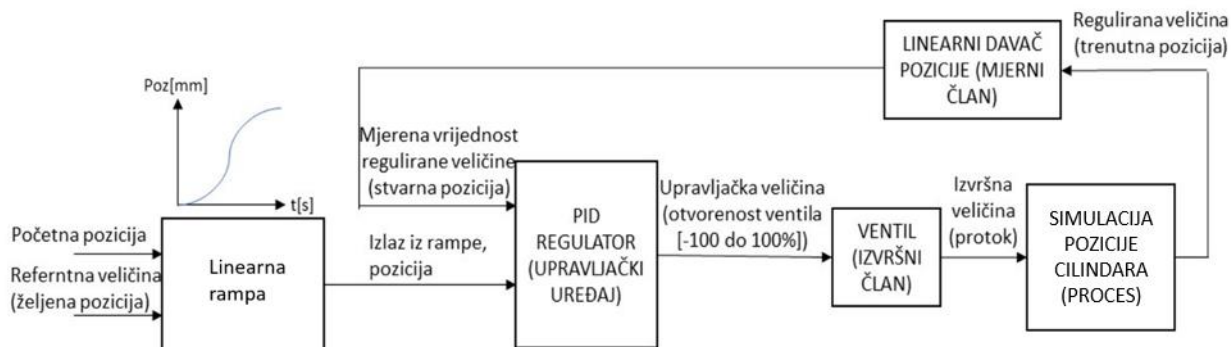 Poz[mm]
t[s]
Početna pozicija
Referntna veličina
(željena pozicija)
Linearna
rampa
Izlaz iz rampe,
pozicija
Mjerena vrijednost
regulirane veličine
(stvarna pozicija)
PID
REGULATOR
(UPRAVLJAČKI
UREĐAJ)
Upravljačka veličina
(otvorenost ventila
[-100 do 100%])
VENTIL
(IZVRŠNI
ČLAN)
Izvršna
veličina
(protok)
SIMULACIJA
POZICIJE
CILINDARA
(PROCES)
Regulirana veličina
(trenutna pozicija)
LINEARNI DAVAČ
POZICIJE (MJERNI
ČLAN)